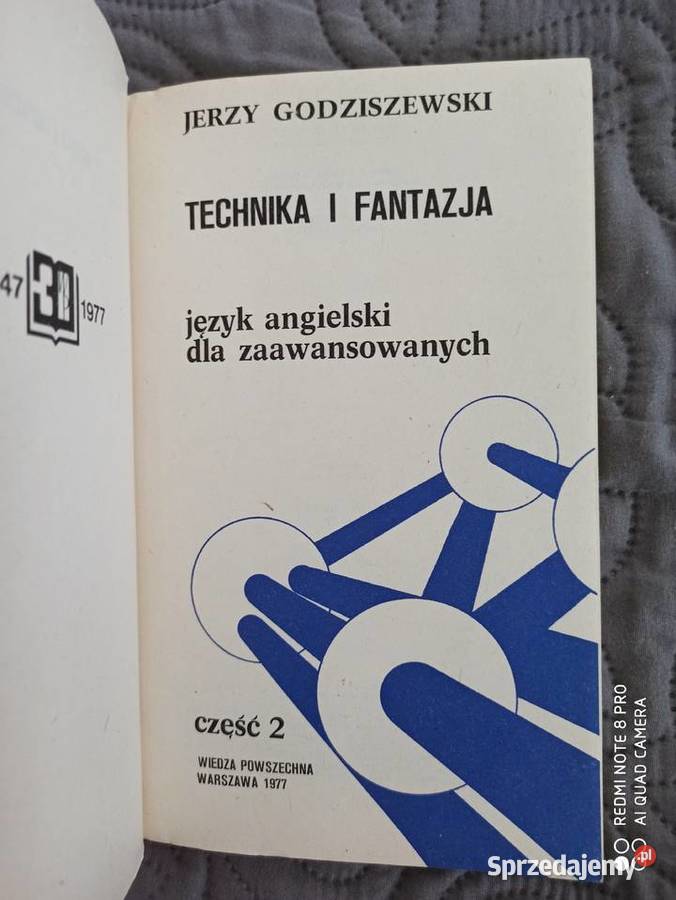 47 30 1977
JERZY GODZISZEWSKI
TECHNIKA I FANTAZJA
język angielski
dla zaawansowanych
część 2
WIEDZA POWSZECHNA
WARSZAWA 1977
REDMI NOTE 8 PRO
AI QUAD CAMERA
Sprzedajemy.pl